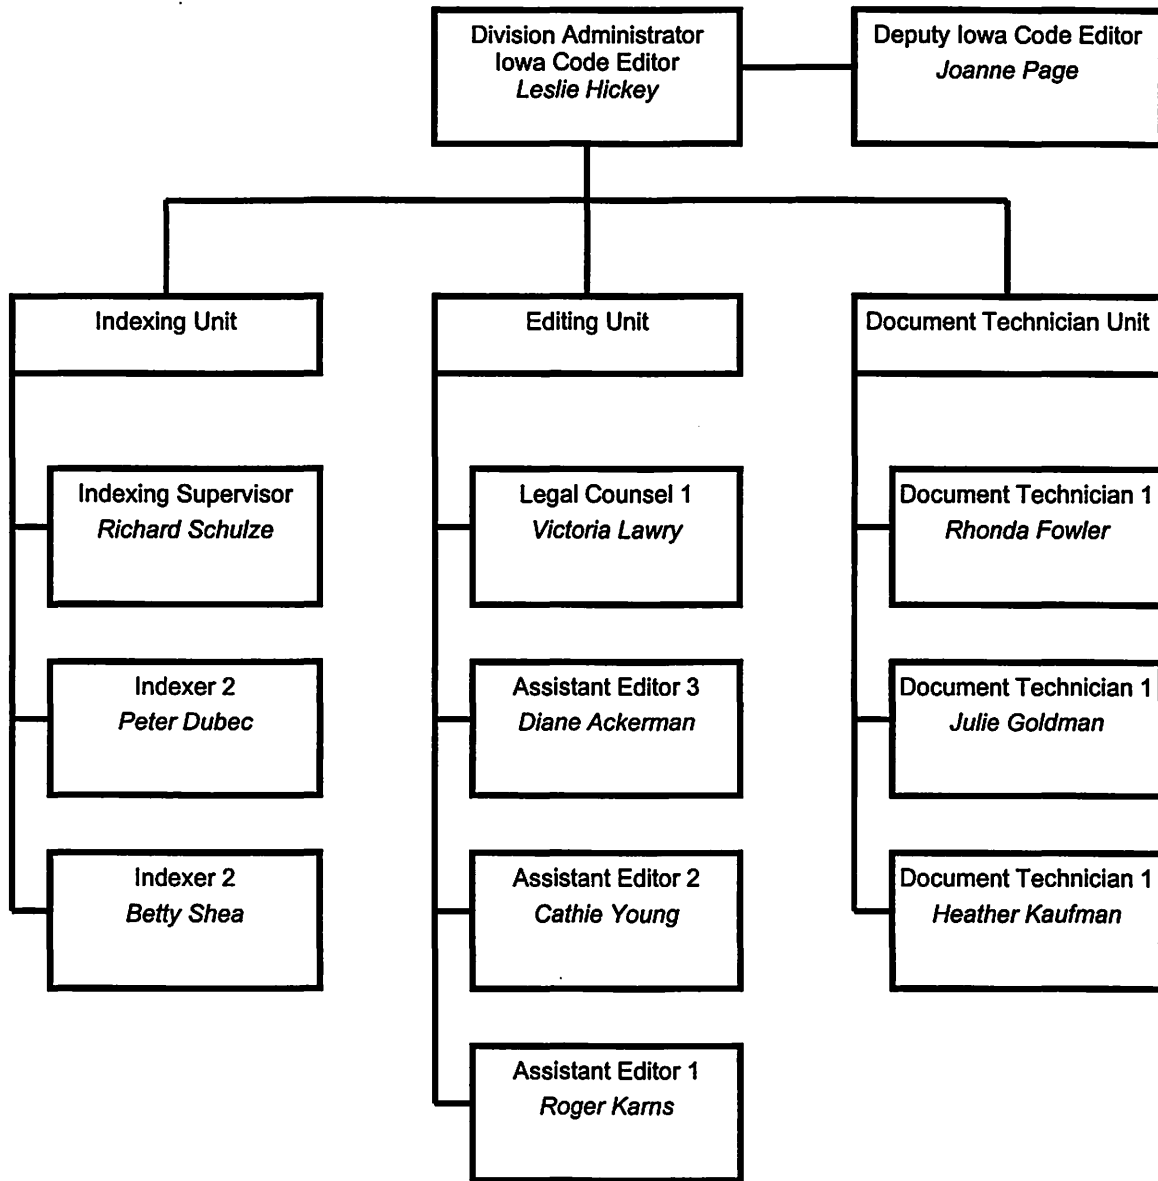 Division Administrator
Iowa Code Editor
Leslie Hickey
Deputy Iowa Code Editor
Joanne Page
Indexing Unit
Indexing Supervisor
Richard Schulze
Indexer 2
Peter Dubec
Indexer 2
Betty Shea
Editing Unit
Legal Counsel 1
Victoria Lawry
Assistant Editor 3
Diane Ackerman
Assistant Editor 2
Cathie Young
Assistant Editor 1
Roger Karns
Document Technician Unit
Document Technician 1
Rhonda Fowler
Document Technician 1
Julie Goldman
Document Technician 1
Heather Kaufman